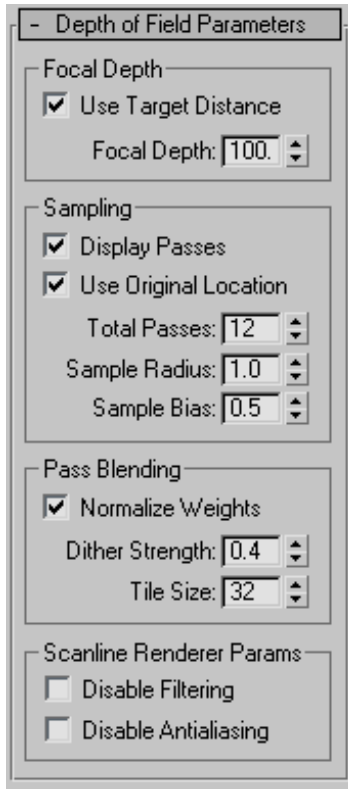 - Depth of Field Parameters
Focal Depth
Use Target Distance
Focal Depth: 100.
Sampling
Display Passes
Use Original Location
Total Passes: 12
Sample Radius: 1.0
Sample Bias: 0.5
Pass Blending
Normalize Weights
Dither Strength: 0.4
Tile Size: 32
Scanline Renderer Params
Disable Filtering
Disable Antialiasing